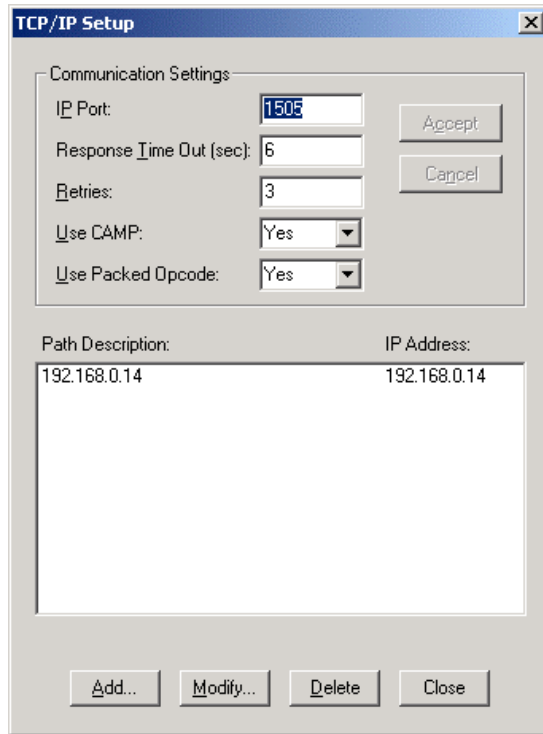 TCP/IP Setup
Communication Settings
IP Port: 1505
Accept
Response Time Out (sec): 6
Cancel
Retries: 3
Use CAMP: Yes
Use Packed Opcode: Yes
Path Description: IP Address:
192.168.0.14 192.168.0.14
Add... Modify... Delete Close